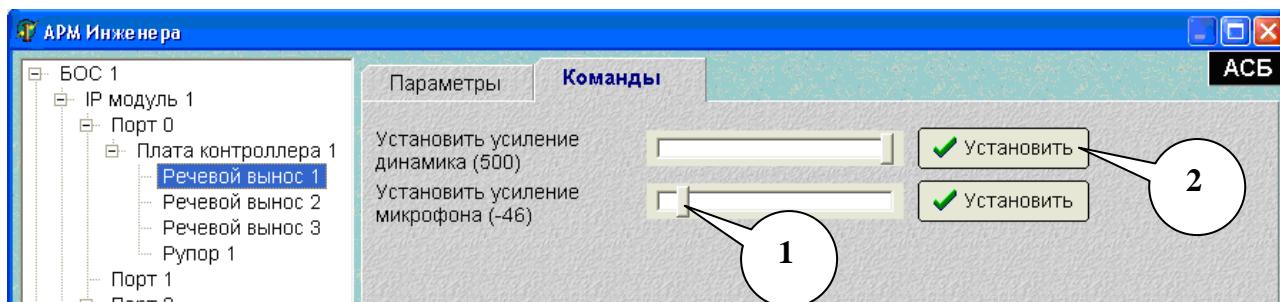 АРМ Инженера
АСБ
БОС 1
IP модуль 1
Порт 0
Плата контроллера 1
Речевой вынос 1
Речевой вынос 2
Речевой вынос 3
Рупор 1
Порт 1
Параметры
Команды
Установить усиление
динамика (500)
Установить
Установить усиление
микрофона (-46)
Установить
1
2